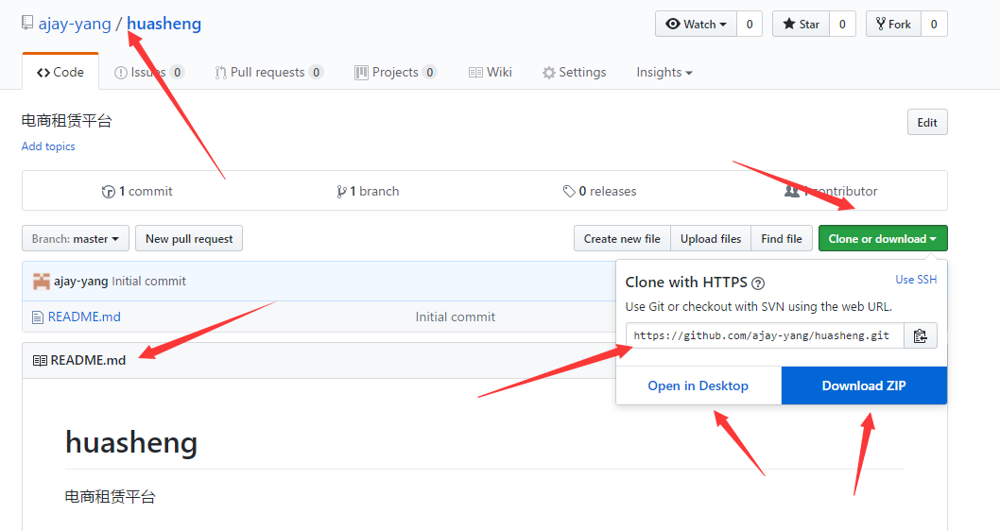 ajay-yang / huasheng
Watch 0 Star 0 Fork 0
Code Issues 0 Pull requests 0 Projects 0 Wiki Settings Insights
电商租赁平台
Edit
Add topics
1 commit 1 branch 0 releases 1 contributor
Branch: master New pull request Create new file Upload files Find file Clone or download
ajay-yang Initial commit
README.md Initial commit
Clone with HTTPS ? Use SSH
Use Git or checkout with SVN using the web URL.
https://github.com/ajay-yang/huasheng.git
Open in Desktop Download ZIP
README.md
huasheng
电商租赁平台